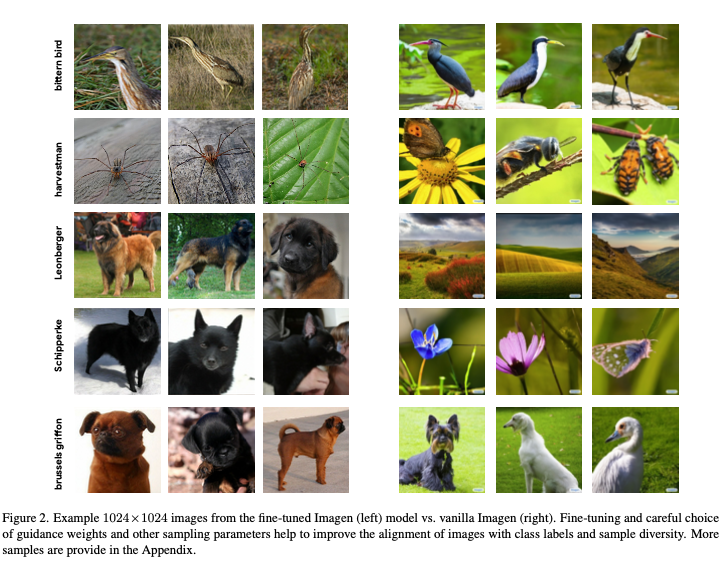 bittern bird
harvestman
Leonberger
Schipperke
brussels griffon
Figure 2. Example 1024×1024 images from the fine-tuned Imagen (left) model vs. vanilla Imagen (right). Fine-tuning and careful choice
of guidance weights and other sampling parameters help to improve the alignment of images with class labels and sample diversity. More
samples are provide in the Appendix.